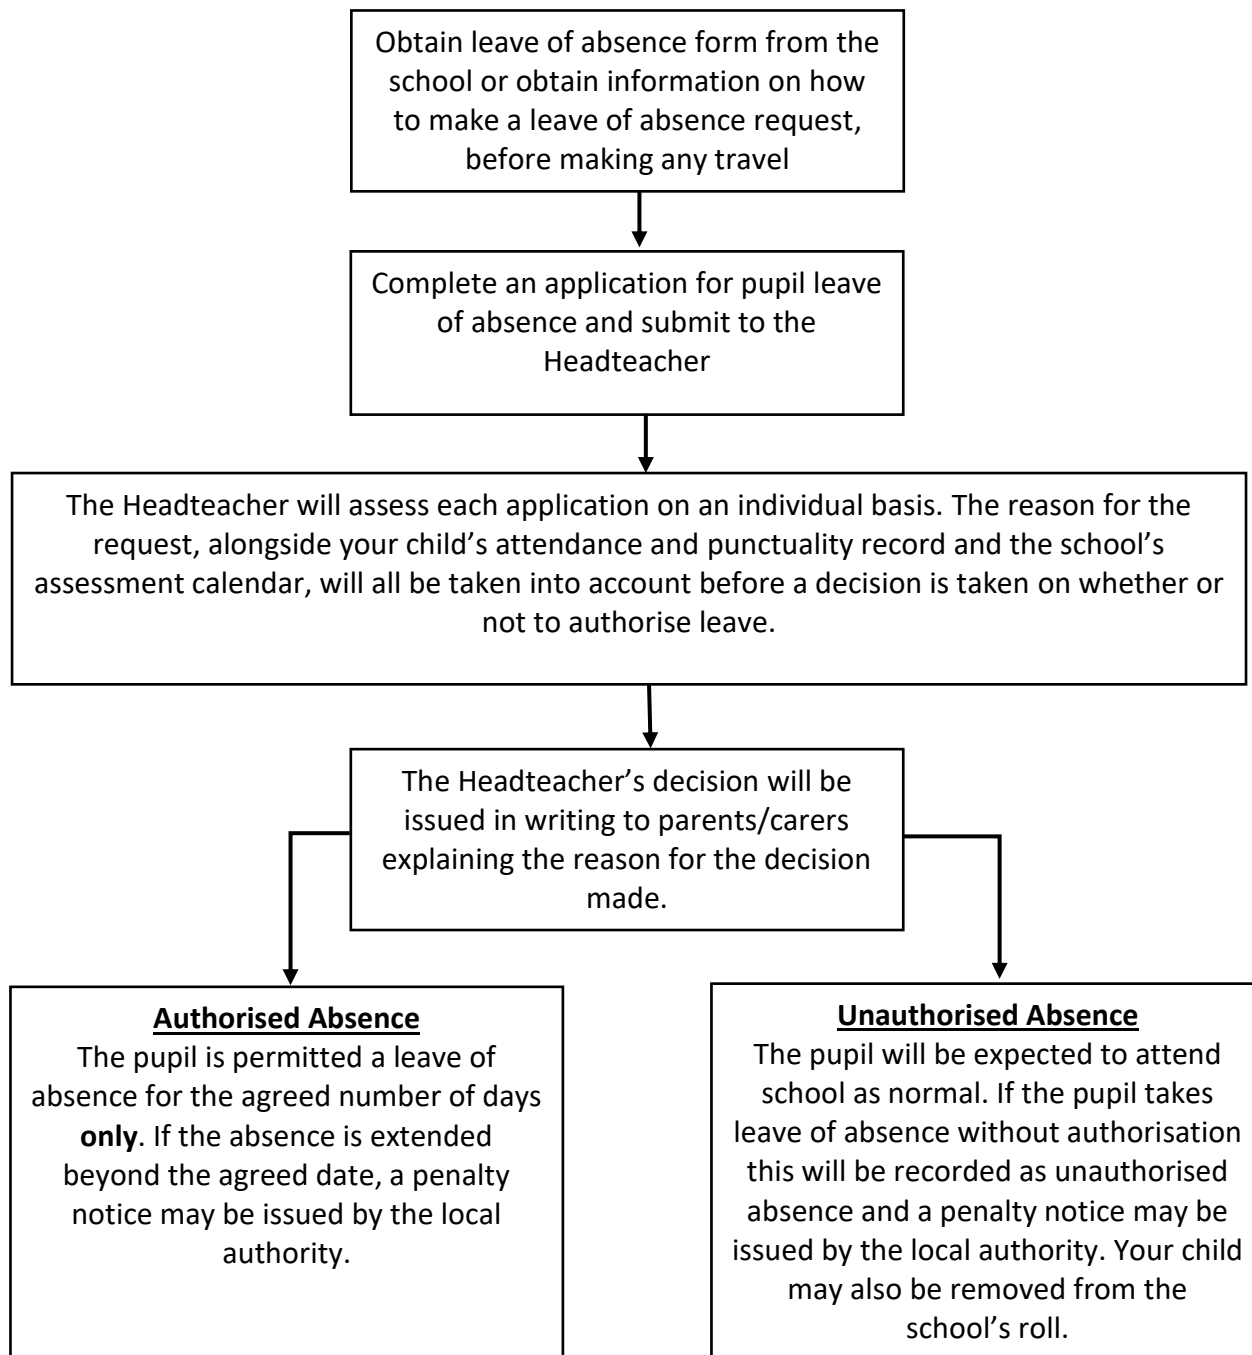 Obtain leave of absence form from the
school or obtain information on how
to make a leave of absence request,
before making any travel
Complete an application for pupil leave
of absence and submit to the
Headteacher
The Headteacher will assess each application on an individual basis. The reason for the
request, alongside your child’s attendance and punctuality record and the school’s
assessment calendar, will all be taken into account before a decision is taken on whether or
not to authorise leave.
The Headteacher’s decision will be
issued in writing to parents/carers
explaining the reason for the decision
made.
Authorised Absence
The pupil is permitted a leave of
absence for the agreed number of days
only. If the absence is extended
beyond the agreed date, a penalty
notice may be issued by the local
authority.
Unauthorised Absence
The pupil will be expected to attend
school as normal. If the pupil takes
leave of absence without authorisation
this will be recorded as unauthorised
absence and a penalty notice may be
issued by the local authority. Your child
may also be removed from the
school’s roll.